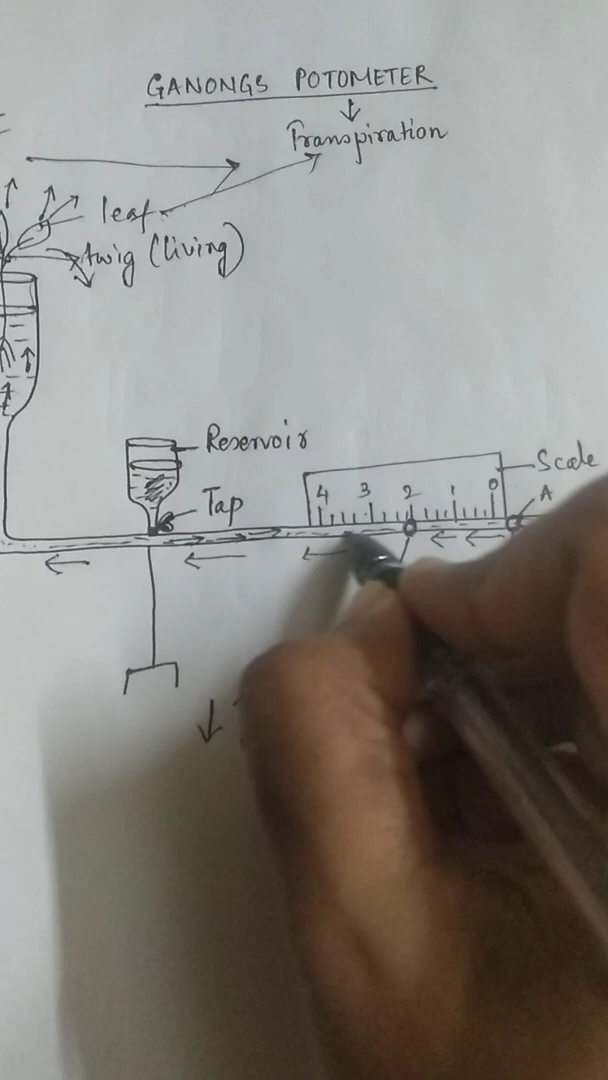 GANONGS POTOMETER
Transpiration
leaf
twig (living)
Reservoir
Scale
4 3 2 1 0
A
Tap